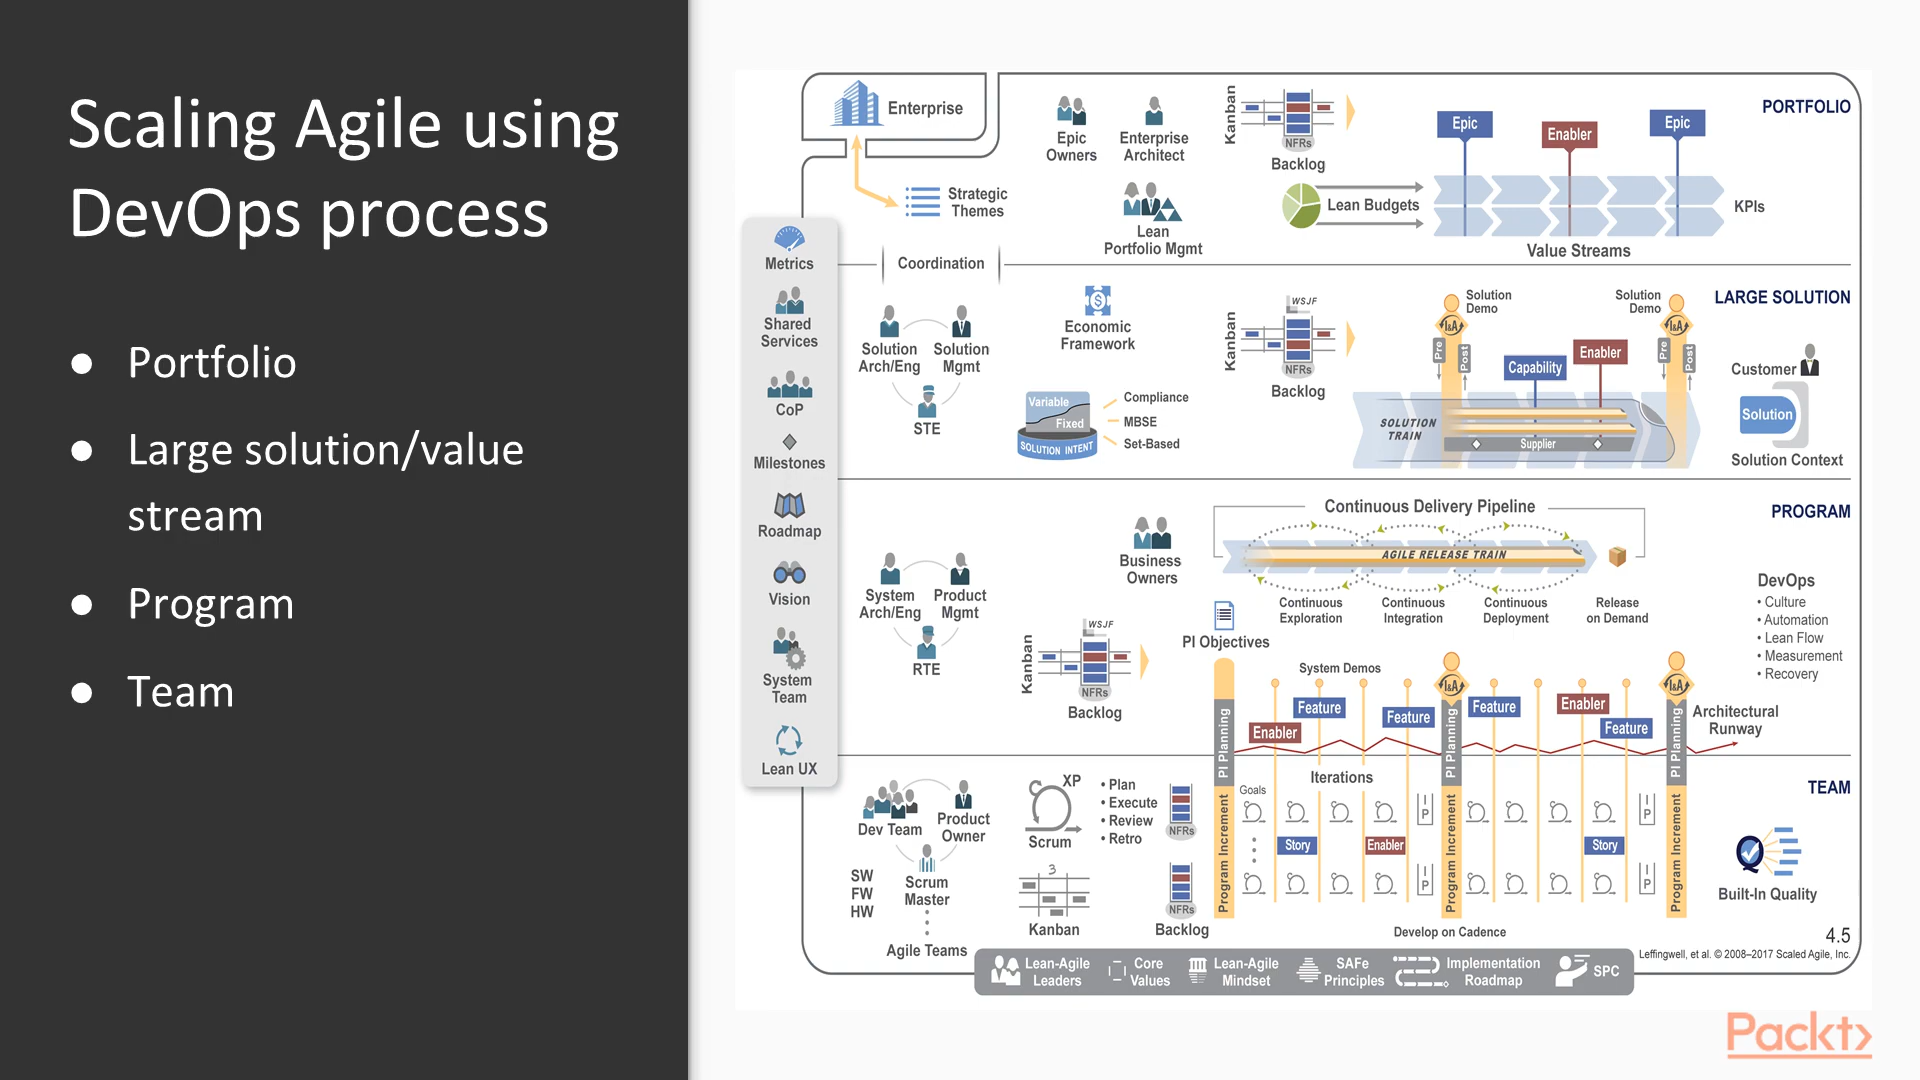 Scaling Agile using
DevOps process
● Portfolio
● Large solution/value
stream
● Program
● Team
Enterprise
Strategic
Themes
Epic
Owners
Enterprise
Architect
Lean
Portfolio Mgmt
Kanban
NFRs
Backlog
Lean Budgets
Epic
Enabler
Epic
KPIs
Value Streams
PORTFOLIO
Metrics
Shared
Services
CoP
Milestones
Roadmap
Vision
System
Team
Lean UX
Coordination
Solution
Arch/Eng
Solution
Mgmt
STE
Economic
Framework
Variable
Fixed
SOLUTION INTENT
Compliance
MBSE
Set-Based
Kanban
WSJF
NFRs
Backlog
Solution
Demo
Solution
Demo
I&A
I&A
Pre
Post
Pre
Post
Capability
Enabler
SOLUTION
TRAIN
Supplier
LARGE SOLUTION
Customer
Solution
Solution Context
System
Arch/Eng
Product
Mgmt
RTE
Business
Owners
Kanban
WSJF
NFRs
Backlog
PI Objectives
Continuous Delivery Pipeline
AGILE RELEASE TRAIN
Continuous
Exploration
Continuous
Integration
Continuous
Deployment
Release
on Demand
PROGRAM
DevOps
• Culture
• Automation
• Lean Flow
• Measurement
• Recovery
System Demos
I&A
I&A
Enabler
Feature
Feature
Feature
Enabler
Feature
Architectural
Runway
PI Planning
PI Planning
PI Planning
Dev Team
Product
Owner
Scrum
Master
SW
FW
HW
Agile Teams
XP
Scrum
• Plan
• Execute
• Review
• Retro
3
Kanban
NFRs
NFRs
Backlog
Program Increment
Program Increment
Program Increment
Iterations
Goals
Story
Enabler
Story
I
P
I
P
I
P
I
P
Develop on Cadence
TEAM
Built-In Quality
4.5
Leffingwell, et al. © 2008–2017 Scaled Agile, Inc.
Lean-Agile
Leaders
Core
Values
Lean-Agile
Mindset
SAFe
Principles
Implementation
Roadmap
SPC
Packt>